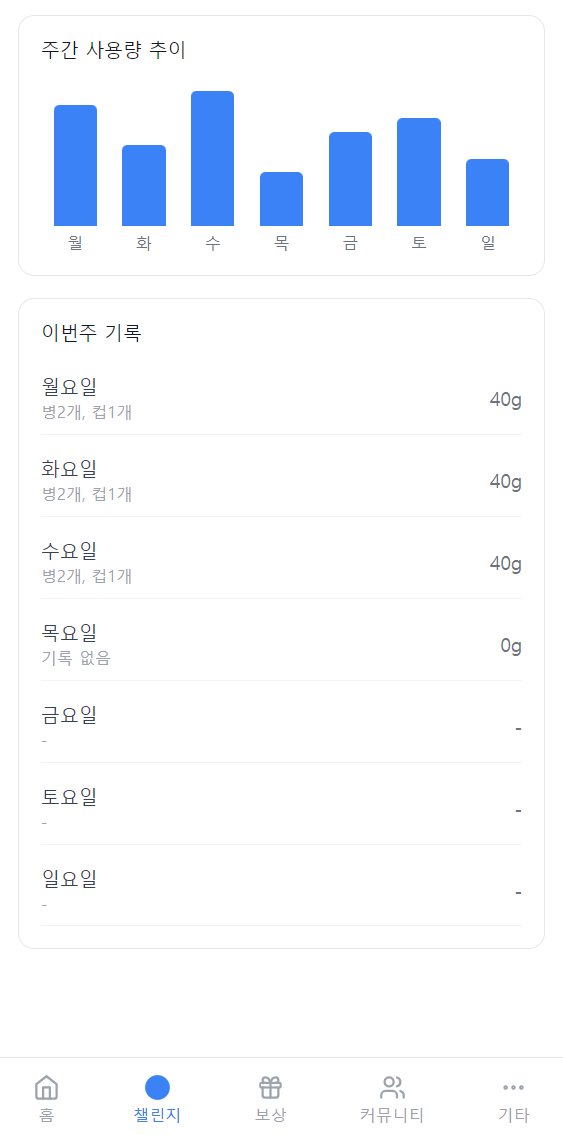 주간 사용량 추이
월 화 수 목 금 토 일
이번주 기록
월요일
병2개, 컵1개
40g
화요일
병2개, 컵1개
40g
수요일
병2개, 컵1개
40g
목요일
기록 없음
0g
금요일
-
-
토요일
-
-
일요일
-
-
홈 챌린지 보상 커뮤니티 기타